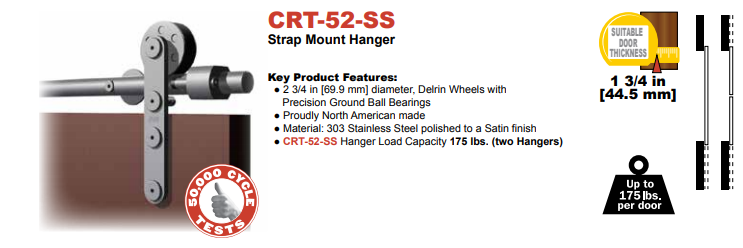 CRT-52-SS
Strap Mount Hanger
Key Product Features:
● 2 3/4 in [69.9 mm] diameter, Delrin Wheels with
Precision Ground Ball Bearings
● Proudly North American made
● Material: 303 Stainless Steel polished to a Satin finish
● CRT-52-SS Hanger Load Capacity 175 lbs. (two Hangers)
50,000 CYCLE
TESTS
SUITABLE
DOOR
THICKNESS
1 3/4 in
[44.5 mm]
Up to
175 lbs.
per door